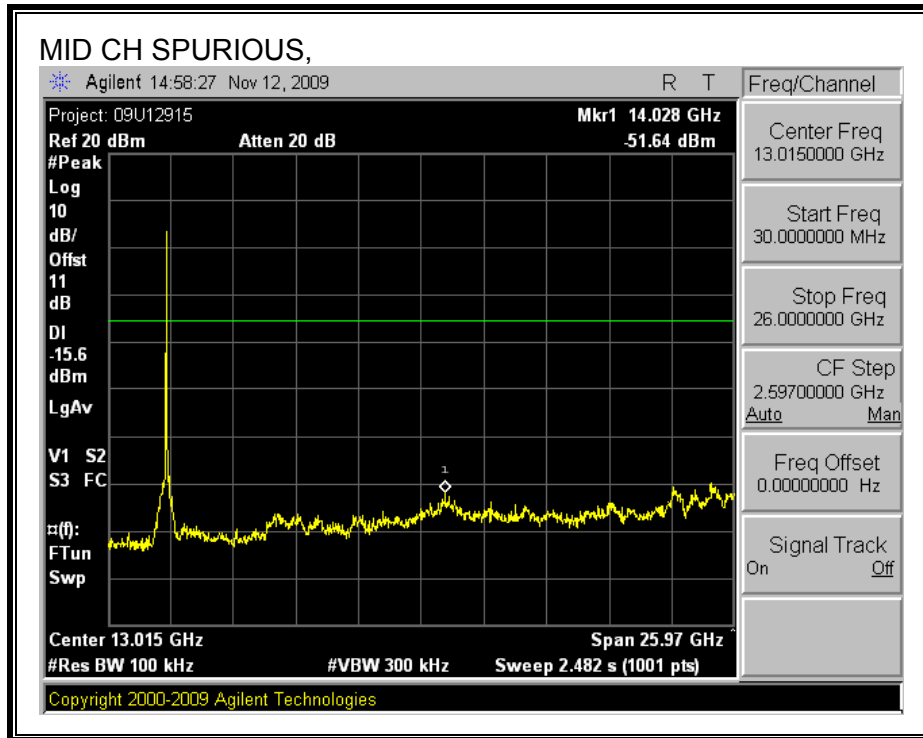 MID CH SPURIOUS,
Agilent 14:58:27 Nov 12, 2009 R T
Freq/Channel
Project: 09U12915 Mkr1 14.028 GHz
Ref 20 dBm Atten 20 dB -51.64 dBm
#Peak
Log
10
dB/
Offst
11
dB
DI
-15.6
dBm
LgAv
V1 S2
S3 FC
¤(f):
FTun
Swp
1
Center 13.015 GHz Span 25.97 GHz ^
#Res BW 100 kHz #VBW 300 kHz Sweep 2.482 s (1001 pts)
Center Freq
13.0150000 GHz
Start Freq
30.0000000 MHz
Stop Freq
26.0000000 GHz
CF Step
2.59700000 GHz
Auto Man
Freq Offset
0.00000000 Hz
Signal Track
On Off
Copyright 2000-2009 Agilent Technologies